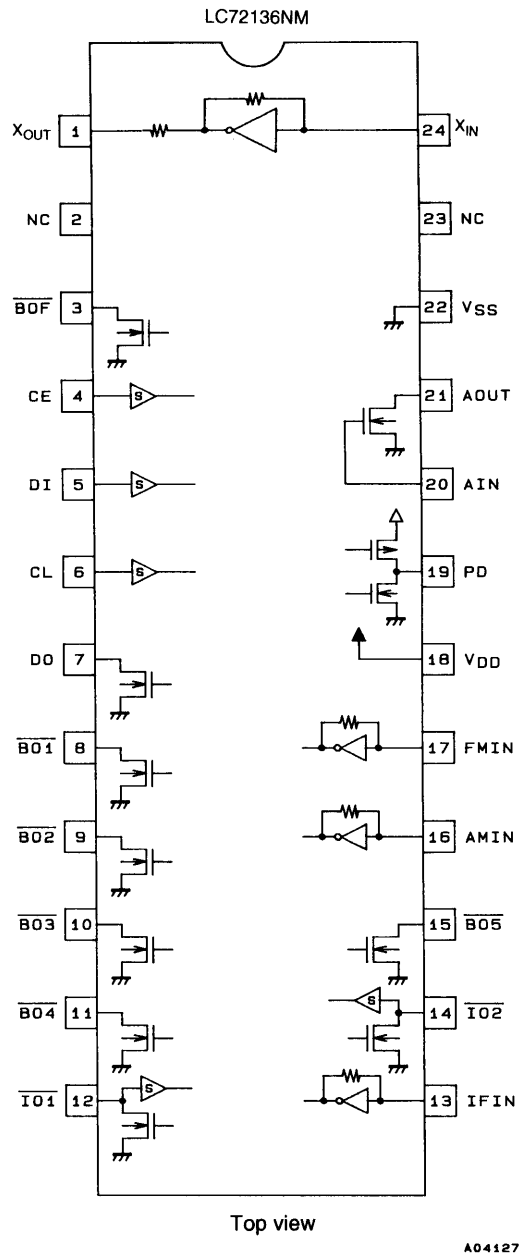 LC72136NM
XOUT 1 24 XIN
NC 2 23 NC
BOF 3 22 VSS
CE 4 S 21 AOUT
DI 5 S 20 AIN
CL 6 S 19 PD
DO 7 18 VDD
BO1 8 17 FMIN
BO2 9 16 AMIN
BO3 10 15 BO5
BO4 11 S 14 IO2
IO1 12 S 13 IFIN
Top view
A04127